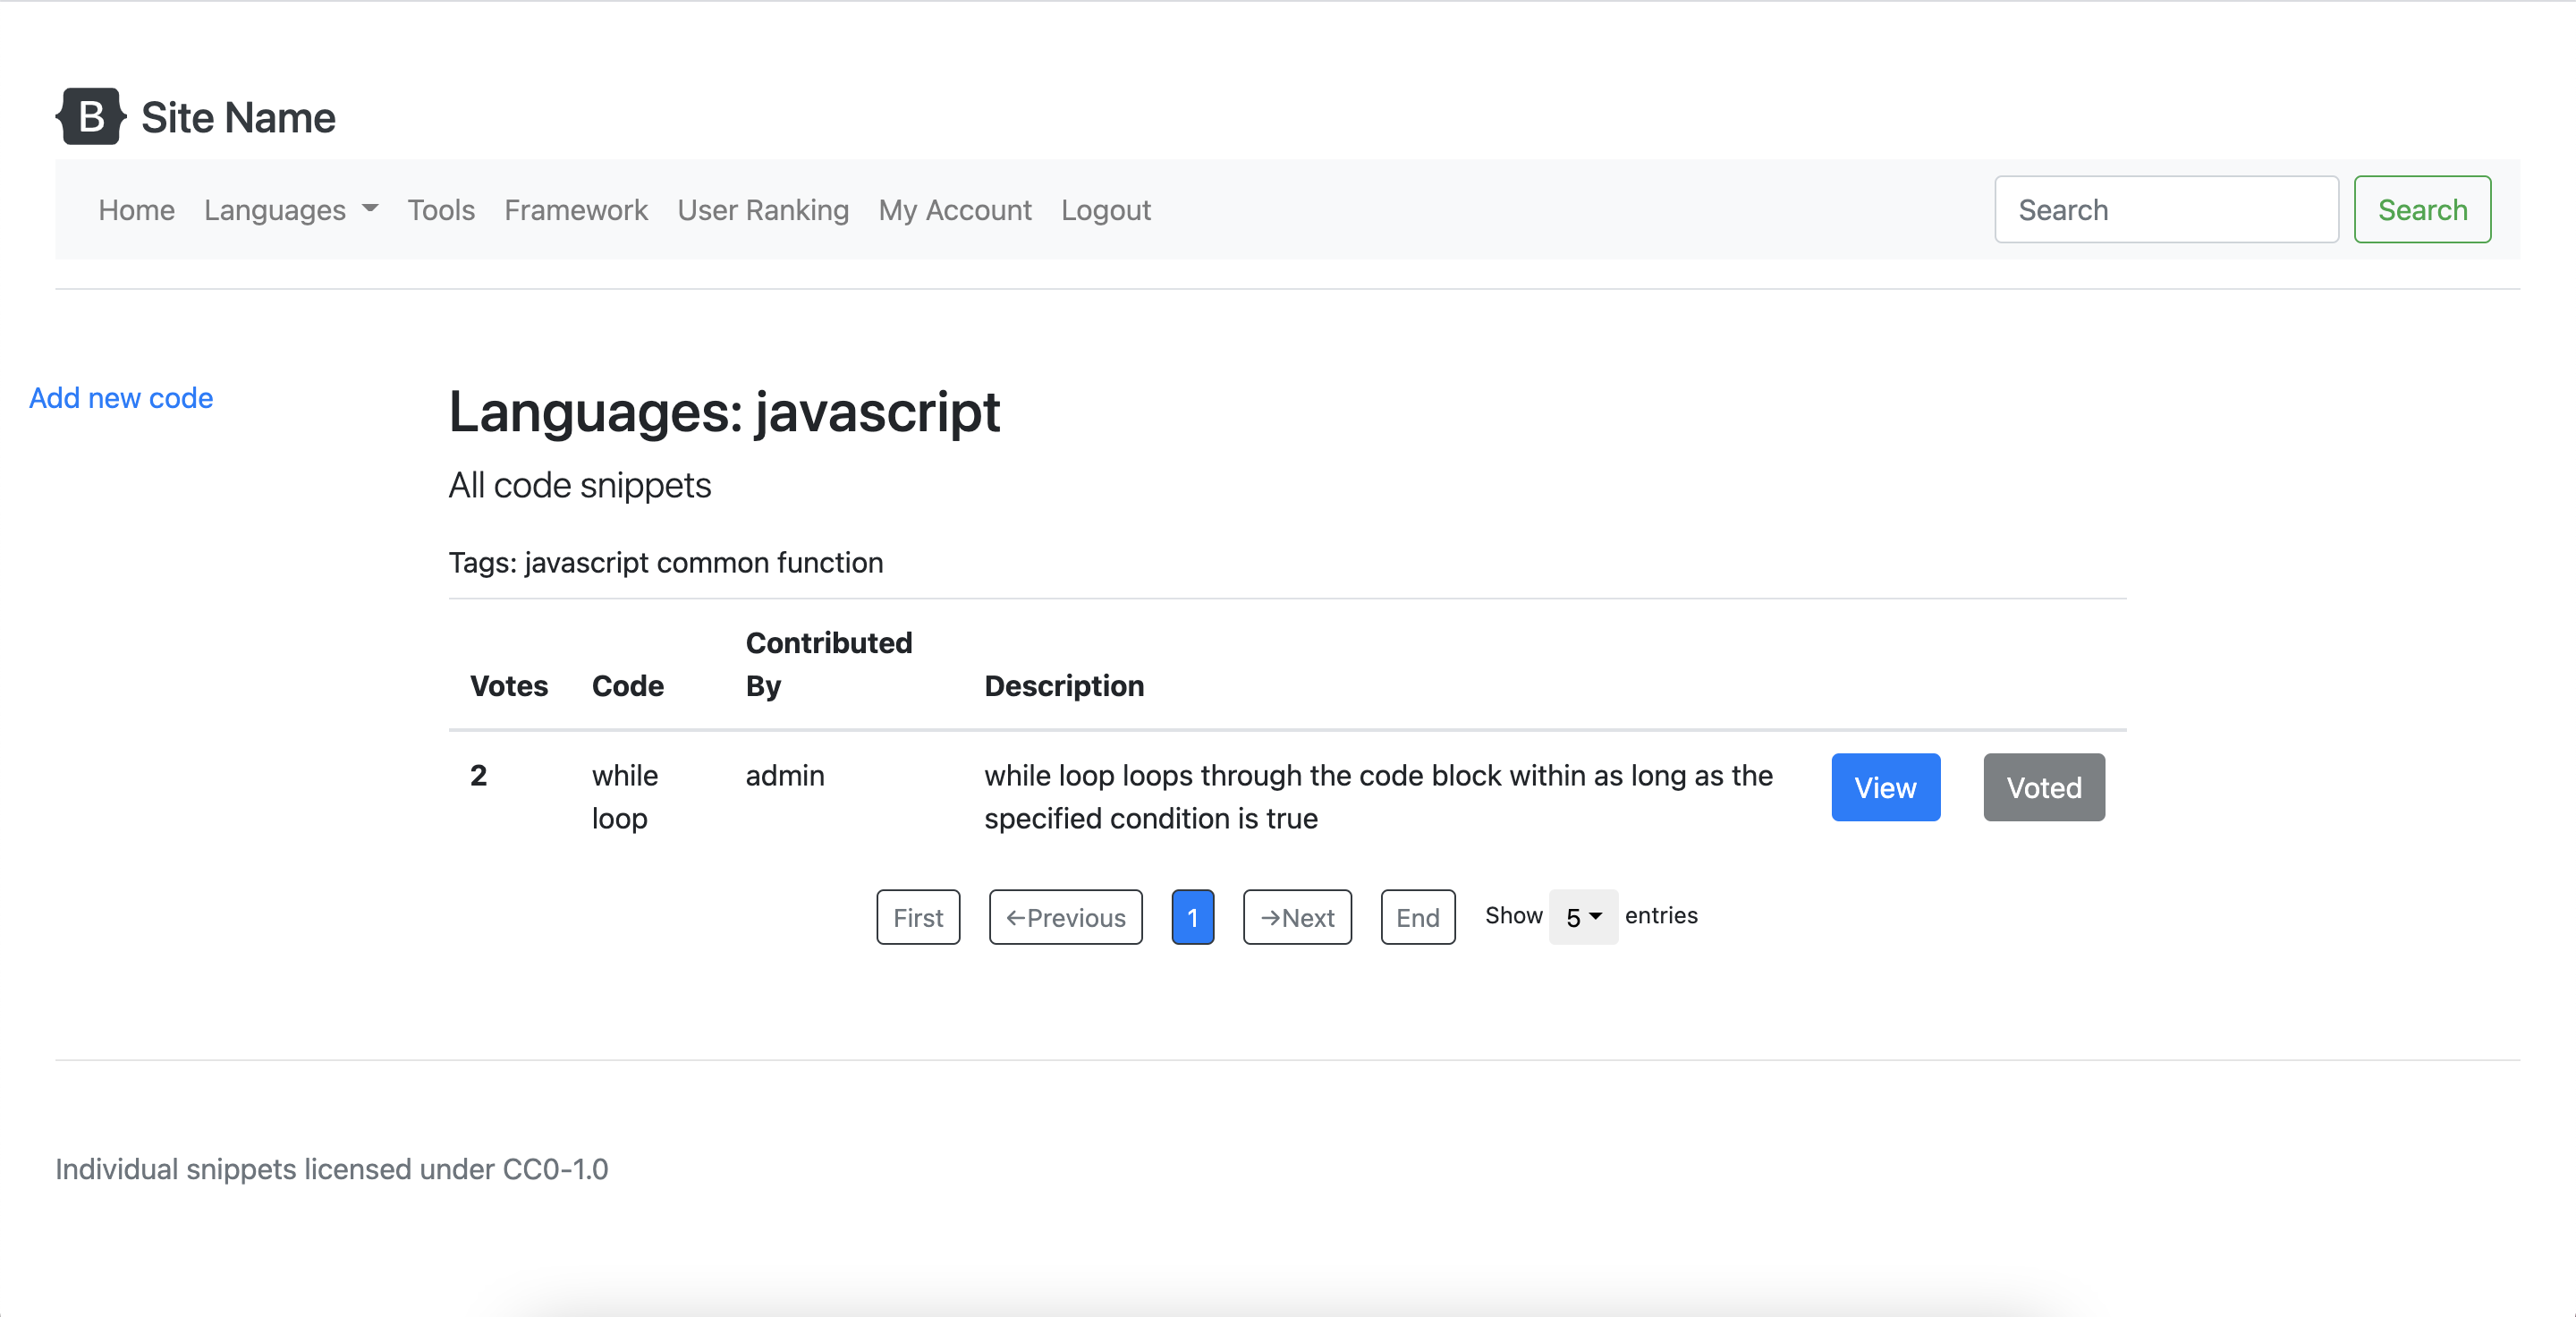 B Site Name
Home Languages Tools Framework User Ranking My Account Logout Search Search
Add new code
Languages: javascript
All code snippets
Tags: javascript common function
Votes Code Contributed By Description
2 while loop admin while loop loops through the code block within as long as the
specified condition is true View Voted
First ←Previous 1 →Next End Show 5 entries
Individual snippets licensed under CC0-1.0